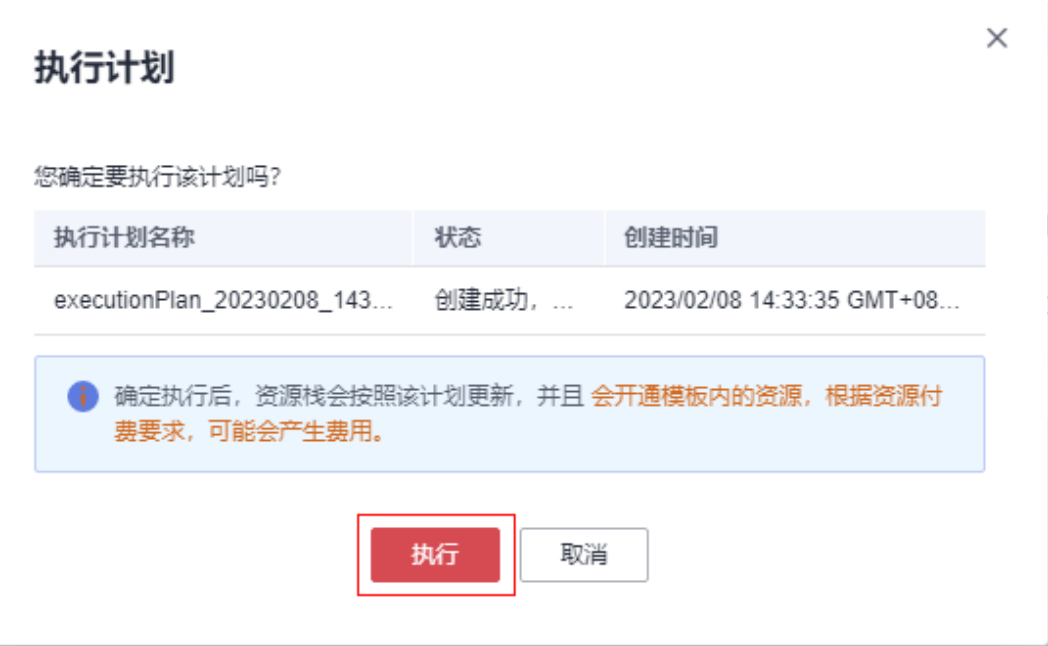 执行计划
您确定要执行该计划吗?
执行计划名称 状态 创建时间
executionPlan_20230208_143... 创建成功，... 2023/02/08 14:33:35 GMT+08...
确定执行后，资源栈会按照该计划更新，并且 会开通模板内的资源，根据资源付
费要求，可能会产生费用。
执行 取消